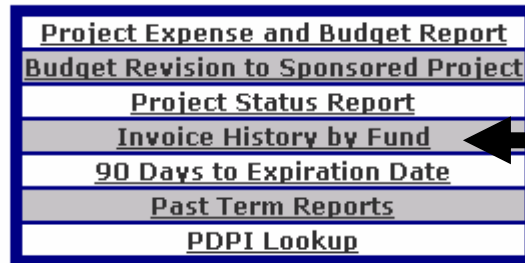 Project Expense and Budget Report
Budget Revision to Sponsored Project
Project Status Report
Invoice History by Fund
90 Days to Expiration Date
Past Term Reports
PDPI Lookup